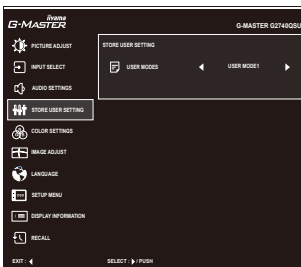 iiyama
G-MASTER
G-MASTER G2740QSU
PICTURE ADJUST
INPUT SELECT
AUDIO SETTINGS
STORE USER SETTING
COLOR SETTINGS
IMAGE ADJUST
LANGUAGE
SETUP MENU
DISPLAY INFORMATION
RECALL
STORE USER SETTING
USER MODES
USER MODE1
EXIT :
SELECT : / PUSH